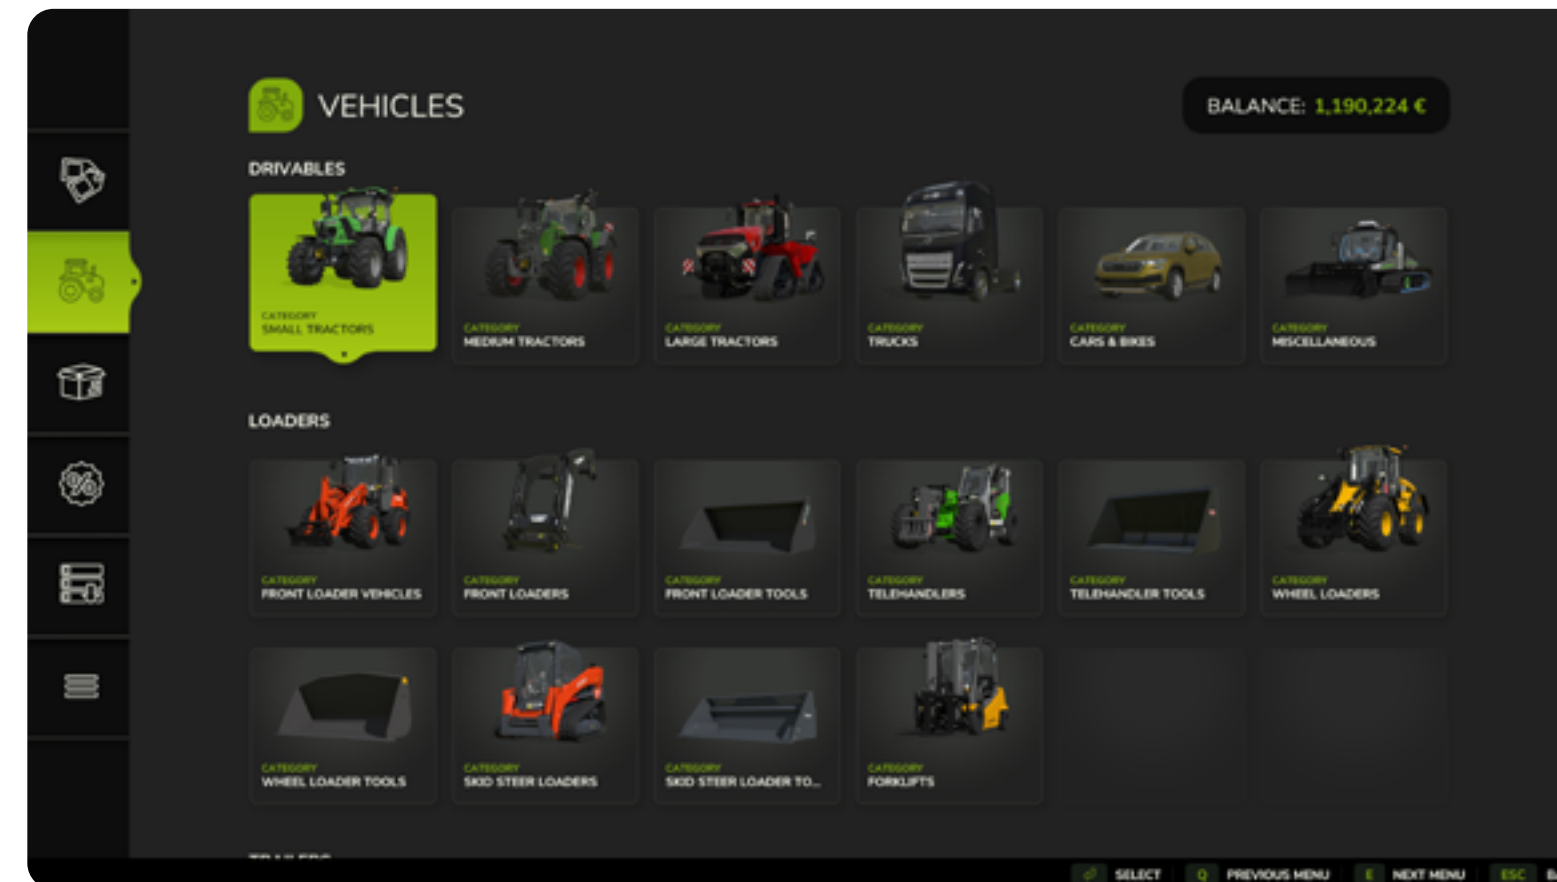 VEHICLES
BALANCE: 1,190,224 €
DRIVABLES
CATEGORY
SMALL TRACTORS
CATEGORY
MEDIUM TRACTORS
CATEGORY
LARGE TRACTORS
CATEGORY
TRUCKS
CATEGORY
CARS & BIKES
CATEGORY
MISCELLANEOUS
LOADERS
CATEGORY
FRONT LOADER VEHICLES
CATEGORY
FRONT LOADERS
CATEGORY
FRONT LOADER TOOLS
CATEGORY
TELEHANDLERS
CATEGORY
TELEHANDLER TOOLS
CATEGORY
WHEEL LOADERS
CATEGORY
WHEEL LOADER TOOLS
CATEGORY
SKID STEER LOADERS
CATEGORY
SKID STEER LOADER TO...
CATEGORY
FORKLIFTS
TRAILERS
SELECT Q PREVIOUS MENU E NEXT MENU ESC